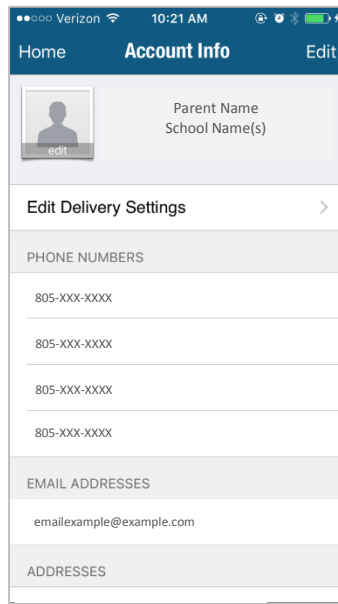 Verizon 10:21 AM
Home Account Info Edit
Parent Name
School Name(s)
edit
Edit Delivery Settings
PHONE NUMBERS
805-XXX-XXXX
805-XXX-XXXX
805-XXX-XXXX
805-XXX-XXXX
EMAIL ADDRESSES
emailexample@example.com
ADDRESSES